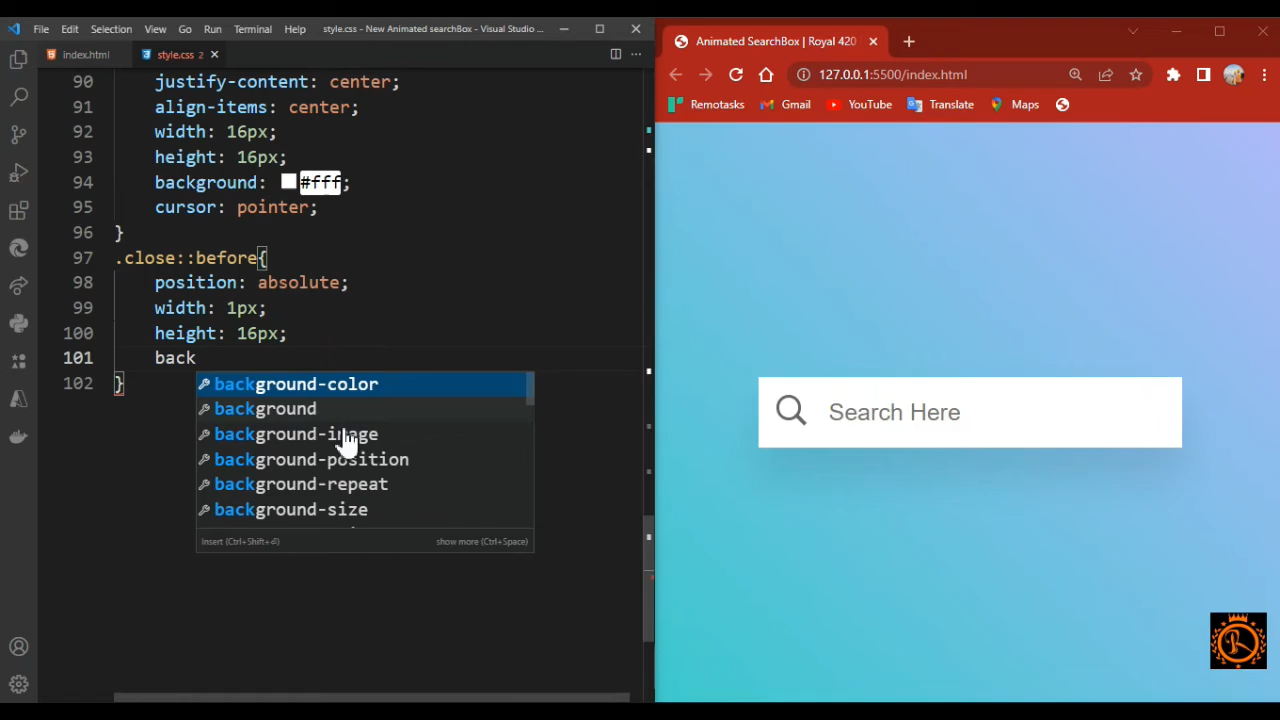 File Edit Selection View Go Run Terminal Help style.css - New Animated searchBox - Visual Studio ...
index.html style.css 2
90 justify-content: center;
91 align-items: center;
92 width: 16px;
93 height: 16px;
94 background: #fff;
95 cursor: pointer;
96 }
97 .close::before{
98 position: absolute;
99 width: 1px;
100 height: 16px;
101 back
102 }
background-color
background
background-image
background-position
background-repeat
background-size
Insert (Ctrl+Shift+⏎) show more (Ctrl+Space)
Animated SearchBox | Royal 420
127.0.0.1:5500/index.html
Remotasks Gmail YouTube Translate Maps
Search Here